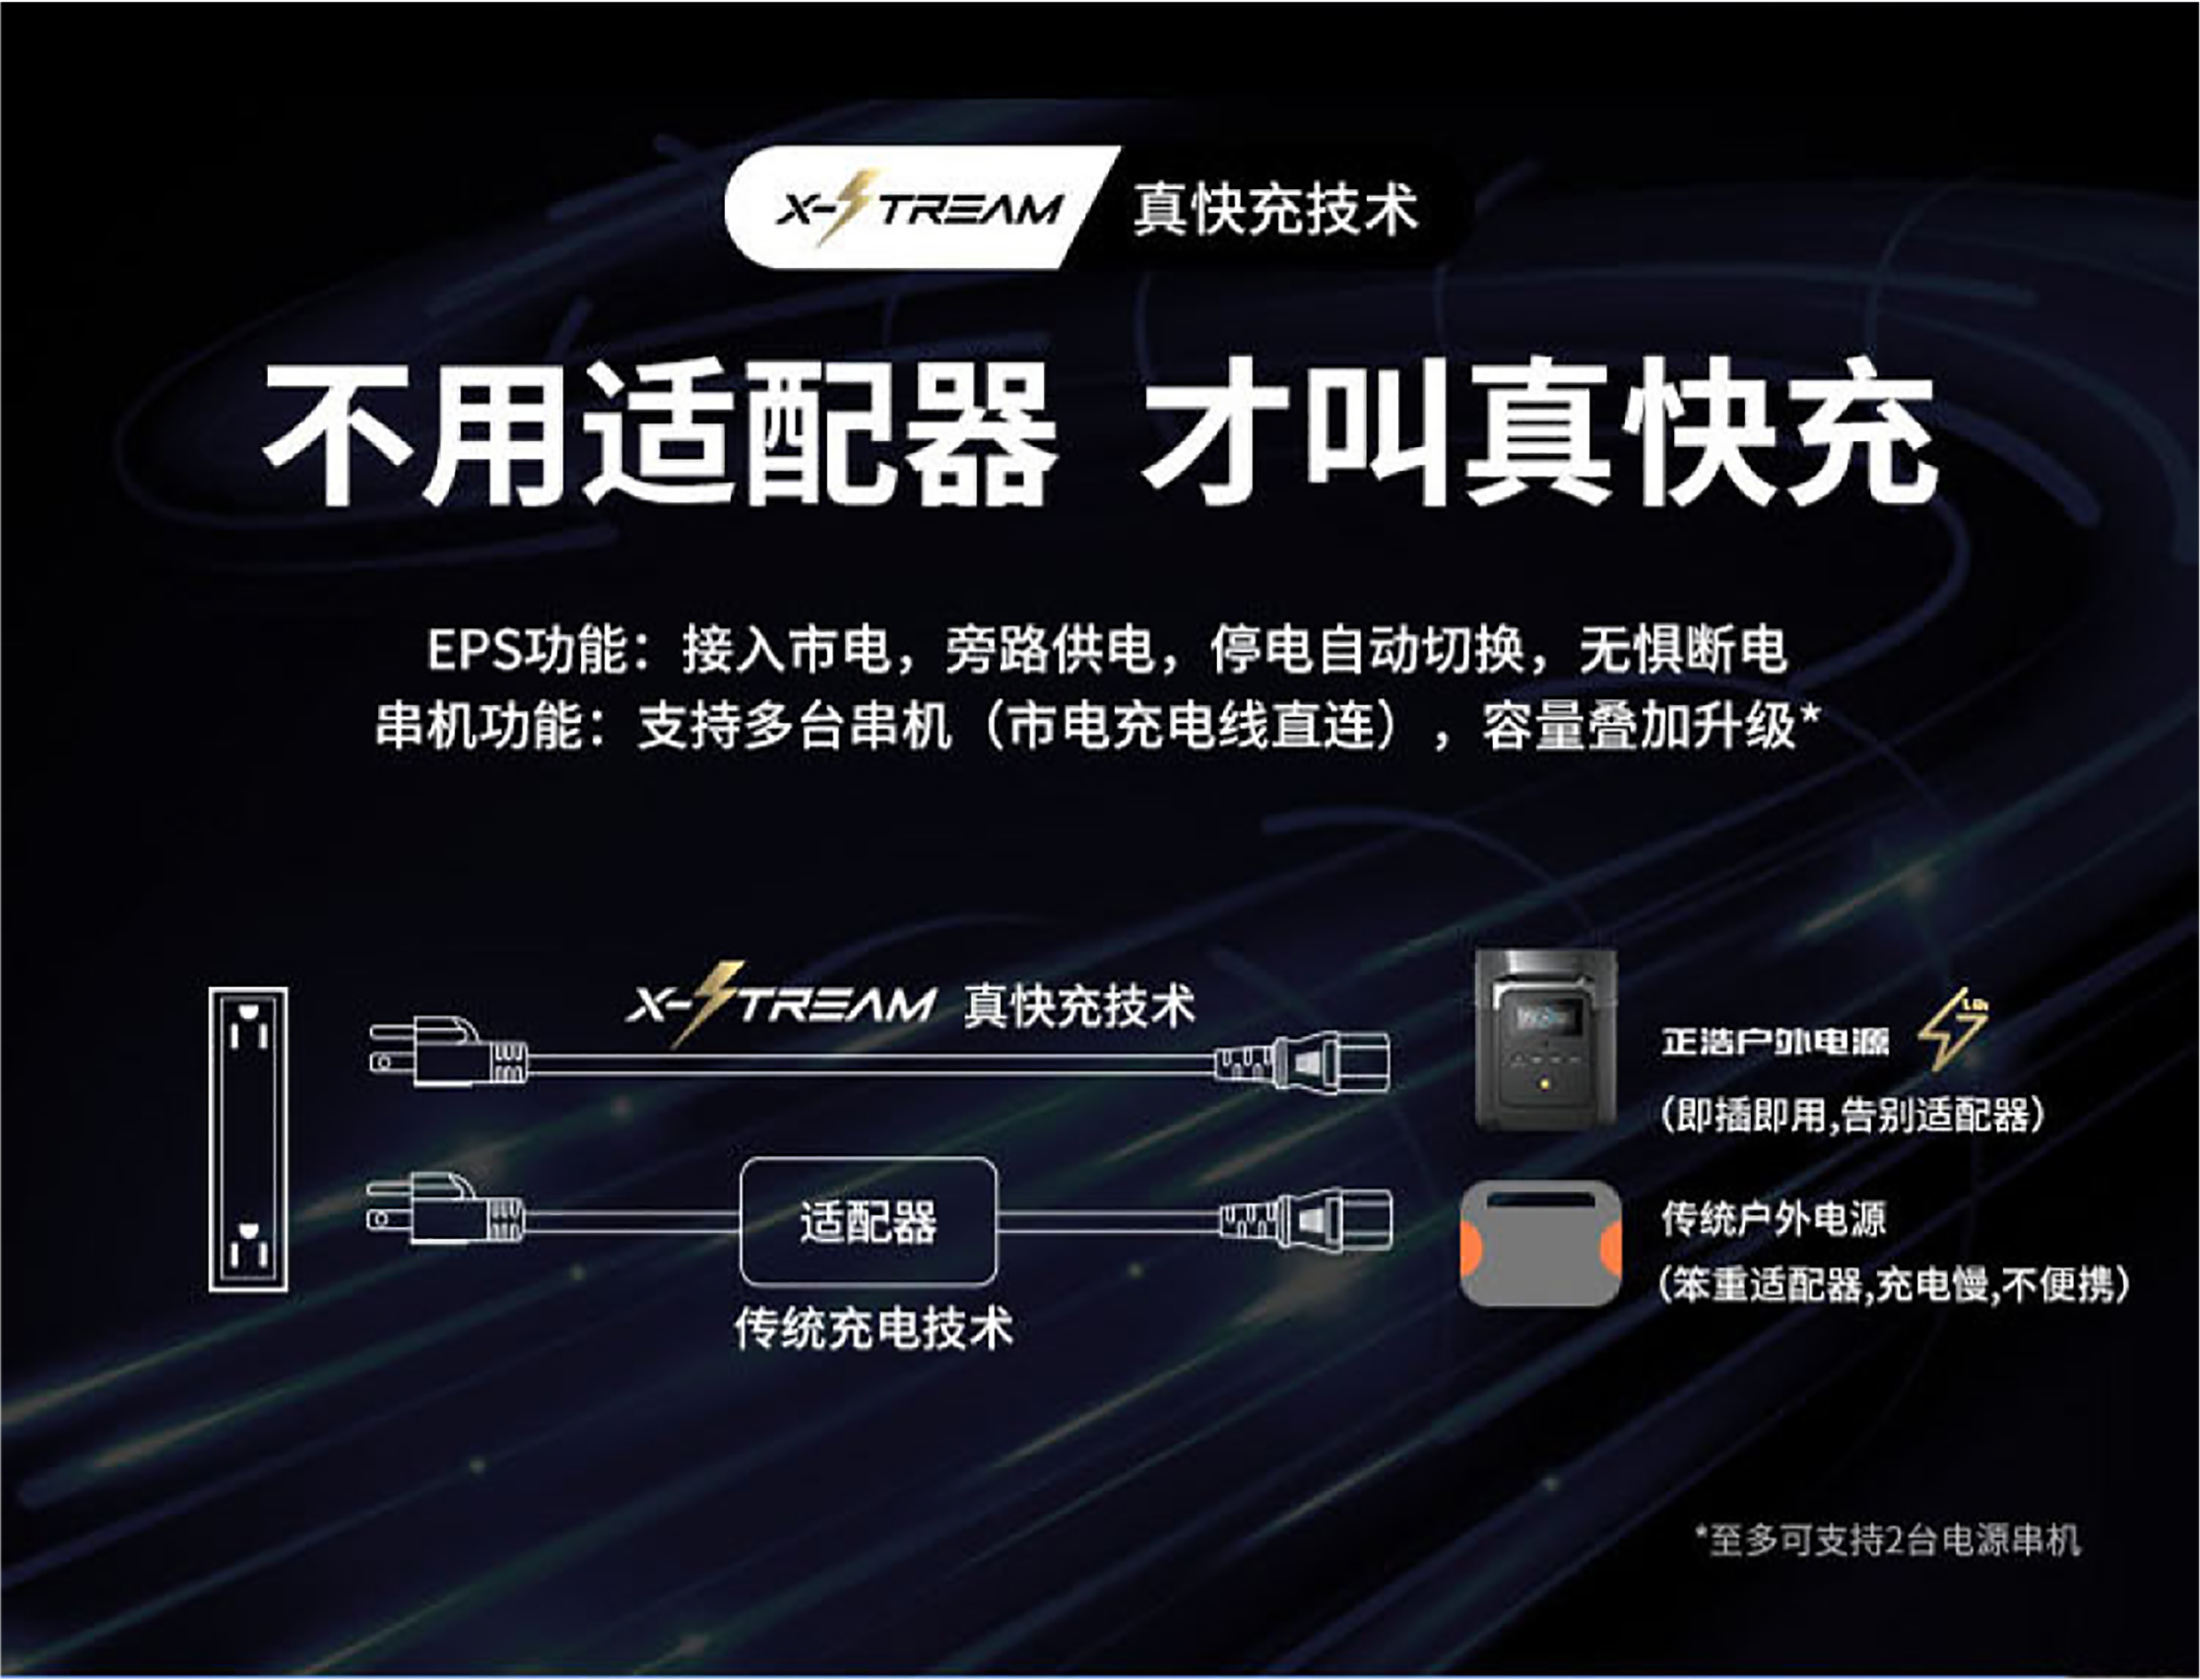 X-STREAM 真快充技术
不用适配器 才叫真快充
EPS功能：接入市电，旁路供电，停电自动切换，无惧断电
串机功能：支持多台串机（市电充电线直连），容量叠加升级*
X-STREAM 真快充技术
正浩户外电源
(即插即用,告别适配器)
适配器
传统充电技术
传统户外电源
(笨重适配器,充电慢,不便携)
*至多可支持2台电源串机